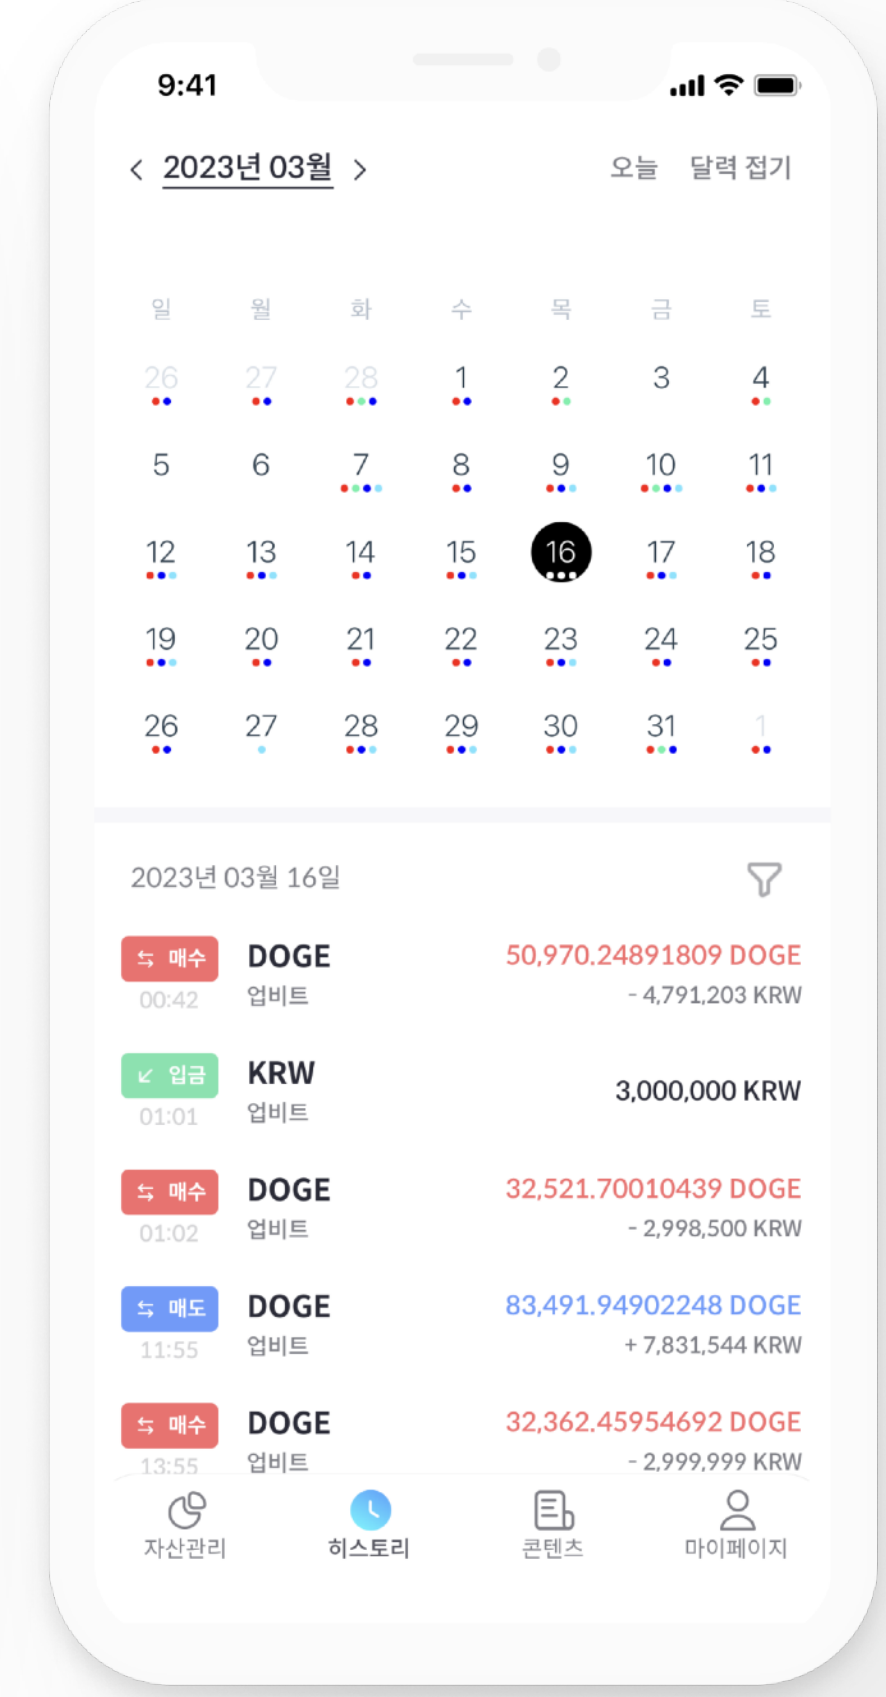 9:41
< 2023년 03월 > 오늘 달력 접기
일 월 화 수 목 금 토
26 27 28 1 2 3 4
5 6 7 8 9 10 11
12 13 14 15 16 17 18
19 20 21 22 23 24 25
26 27 28 29 30 31 1
2023년 03월 16일
매수 DOGE 50,970.24891809 DOGE
00:42 업비트 - 4,791,203 KRW
입금 KRW 3,000,000 KRW
01:01 업비트
매수 DOGE 32,521.70010439 DOGE
01:02 업비트 - 2,998,500 KRW
매도 DOGE 83,491.94902248 DOGE
11:55 업비트 + 7,831,544 KRW
매수 DOGE 32,362.45954692 DOGE
13:55 업비트 - 2,999,999 KRW
자산관리 히스토리 콘텐츠 마이페이지